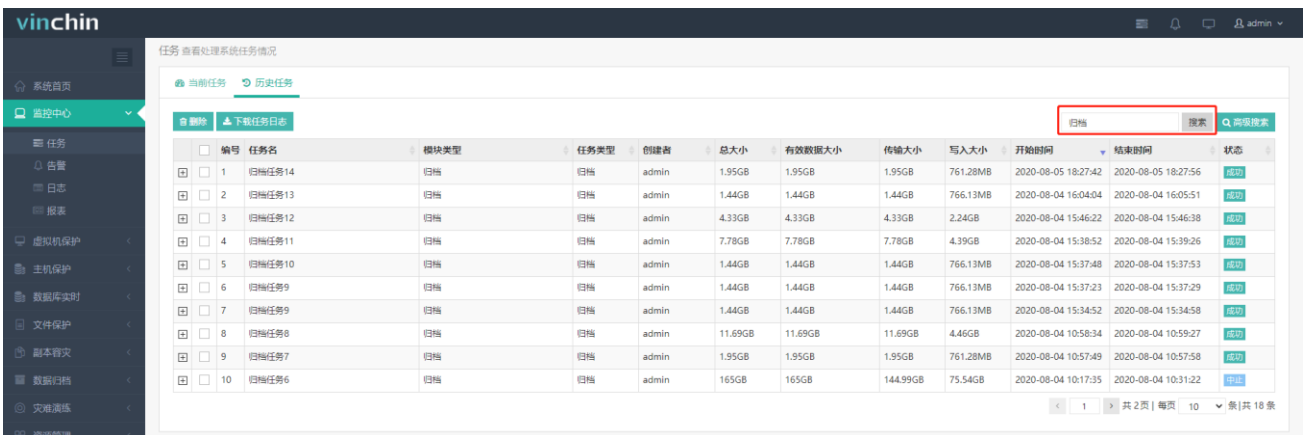 vinchin
admin
任务 查看处理系统任务情况
系统首页
监控中心
任务
告警
日志
报表
虚拟机保护
主机保护
数据库实时
文件保护
副本容灾
数据归档
灾难演练
当前任务 历史任务
删除 下载任务日志 归档 搜索 高级搜索
编号 任务名 模块类型 任务类型 创建者 总大小 有效数据大小 传输大小 写入大小 开始时间 结束时间 状态
1 归档任务14 归档 归档 admin 1.95GB 1.95GB 1.95GB 761.28MB 2020-08-05 18:27:42 2020-08-05 18:27:56 成功
2 归档任务13 归档 归档 admin 1.44GB 1.44GB 1.44GB 766.13MB 2020-08-04 16:04:04 2020-08-04 16:05:51 成功
3 归档任务12 归档 归档 admin 4.33GB 4.33GB 4.33GB 2.24GB 2020-08-04 15:46:22 2020-08-04 15:46:38 成功
4 归档任务11 归档 归档 admin 7.78GB 7.78GB 7.78GB 4.39GB 2020-08-04 15:38:52 2020-08-04 15:39:26 成功
5 归档任务10 归档 归档 admin 1.44GB 1.44GB 1.44GB 766.13MB 2020-08-04 15:37:48 2020-08-04 15:37:53 成功
6 归档任务9 归档 归档 admin 1.44GB 1.44GB 1.44GB 766.13MB 2020-08-04 15:37:23 2020-08-04 15:37:29 成功
7 归档任务9 归档 归档 admin 1.44GB 1.44GB 1.44GB 766.13MB 2020-08-04 15:34:52 2020-08-04 15:34:58 成功
8 归档任务8 归档 归档 admin 11.69GB 11.69GB 11.69GB 4.46GB 2020-08-04 10:58:34 2020-08-04 10:59:27 成功
9 归档任务7 归档 归档 admin 1.95GB 1.95GB 1.95GB 761.28MB 2020-08-04 10:57:49 2020-08-04 10:57:58 成功
10 归档任务6 归档 归档 admin 165GB 165GB 144.99GB 75.54GB 2020-08-04 10:17:35 2020-08-04 10:31:22 中止
< 1 > 共2页 | 每页 10 条 | 共18条